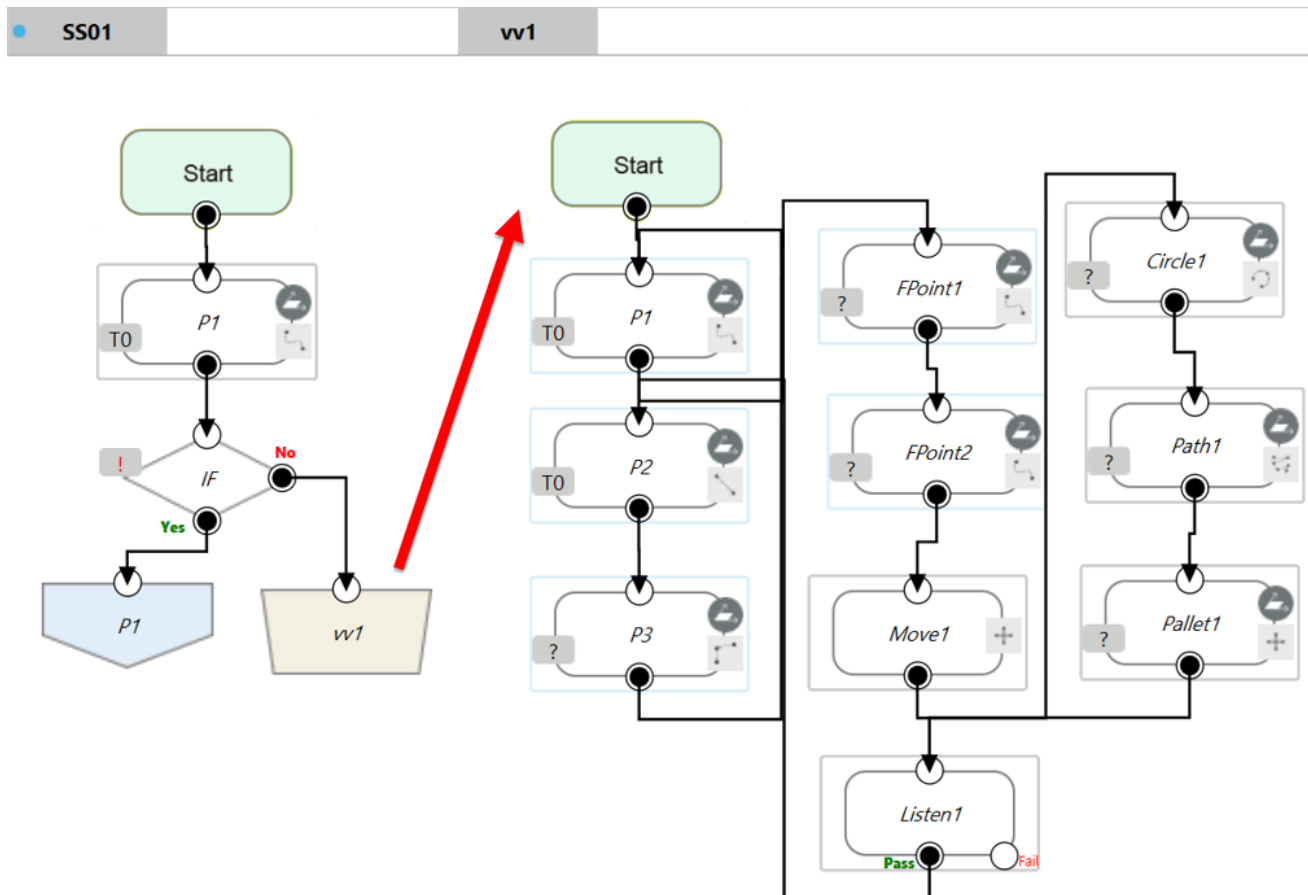 SS01
vv1
Start
P1
T0
IF
!
No
Yes
P1
vv1
Start
P1
T0
P2
T0
P3
?
FPoint1
?
FPoint2
?
Move1
Listen1
Pass
Fail
Circle1
?
Path1
?
Pallet1
?